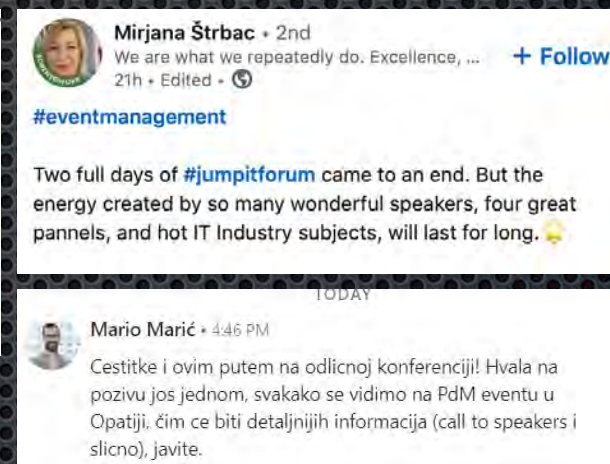 Mirjana Štrbac • 2nd
We are what we repeatedly do. Excellence, ...
+ Follow
21h • Edited •
#eventmanagement
Two full days of #jumpitforum came to an end. But the
energy created by so many wonderful speakers, four great
pannels, and hot IT Industry subjects, will last for long.
TODAY
Mario Marić • 4:46 PM
Cestitke i ovim putem na odlicnoj konferenciji! Hvala na
pozivu jos jednom, svakako se vidimo na PdM eventu u
Opatiji, čim ce biti detaljnijih informacija (call to speakers i
slicno), javite.